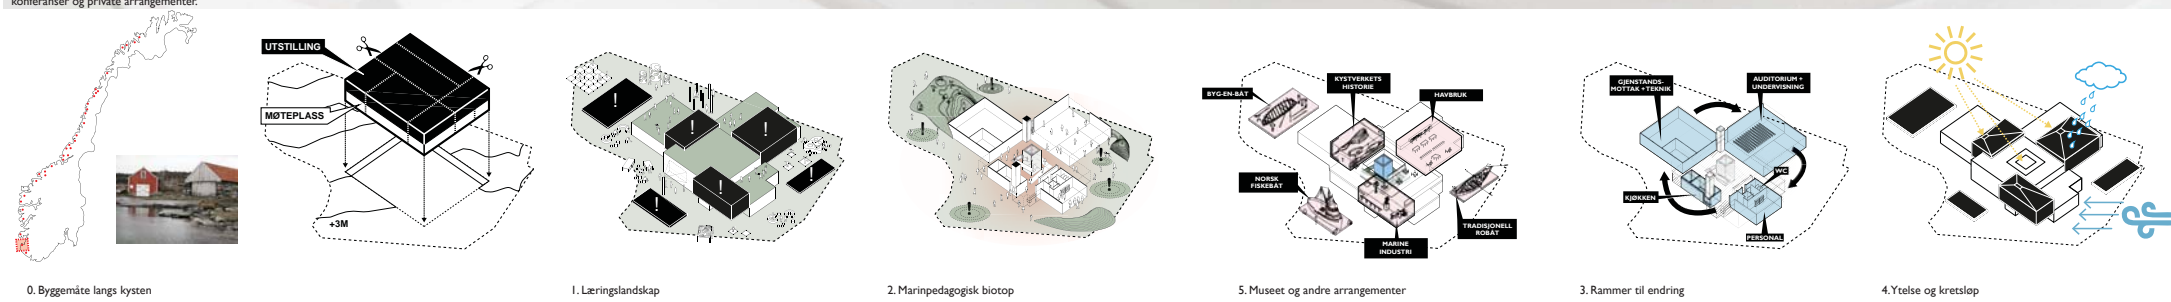 konferanser og private arrangementer.
UTSTILLING
MØTEPLASS
+3M
!
!
!
!
!
!
BYG-EN-BÅT
KYSTVERKETS
HISTORIE
HAVBRUK
NORSK
FISKEBÅT
MARINE
INDUSTRI
TRADISJONELL
ROBÅT
GJENSTANDS-
MOTTAK + TEKNIK
AUDITORIUM +
UNDERVISNING
WC
KJØKKEN
PERSONAL
0. Byggemåte langs kysten
1. Læringslandskap
2. Marinpedagogisk biotop
5. Museet og andre arrangementer
3. Rammer til endring
4. Ytelse og kretsløp